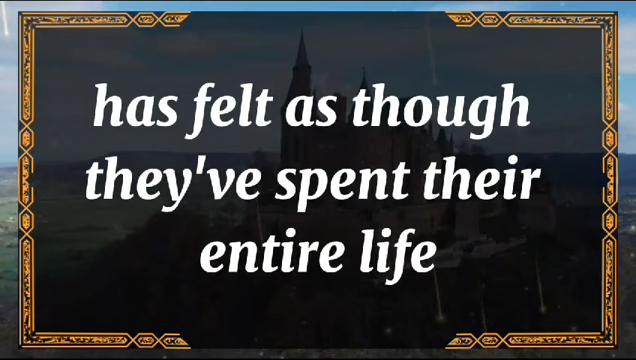 has felt as though
they've spent their
entire life